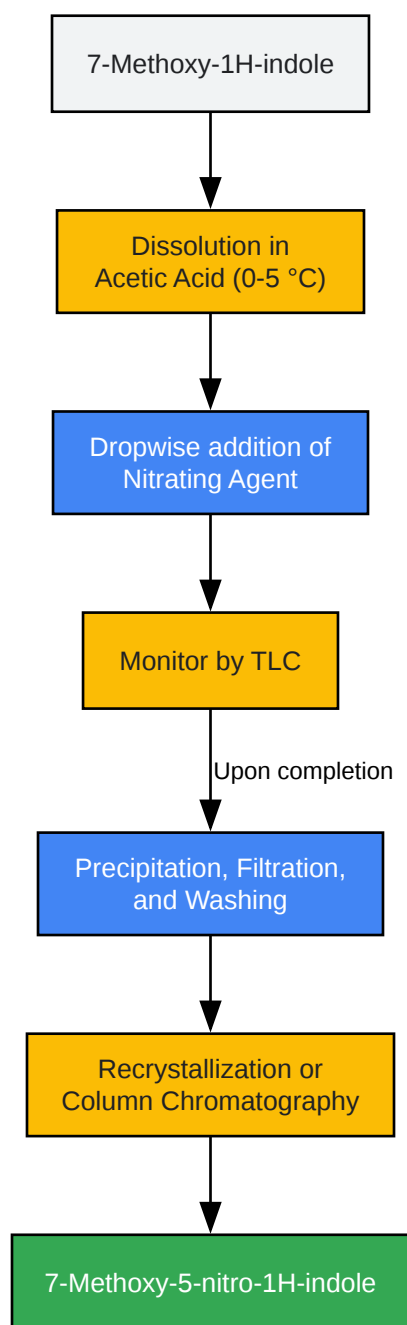 7-Methoxy-1H-indole
Dissolution in
Acetic Acid (0-5 °C)
Dropwise addition of
Nitrating Agent
Monitor by TLC
Upon completion
Precipitation, Filtration,
and Washing
Recrystallization or
Column Chromatography
7-Methoxy-5-nitro-1H-indole